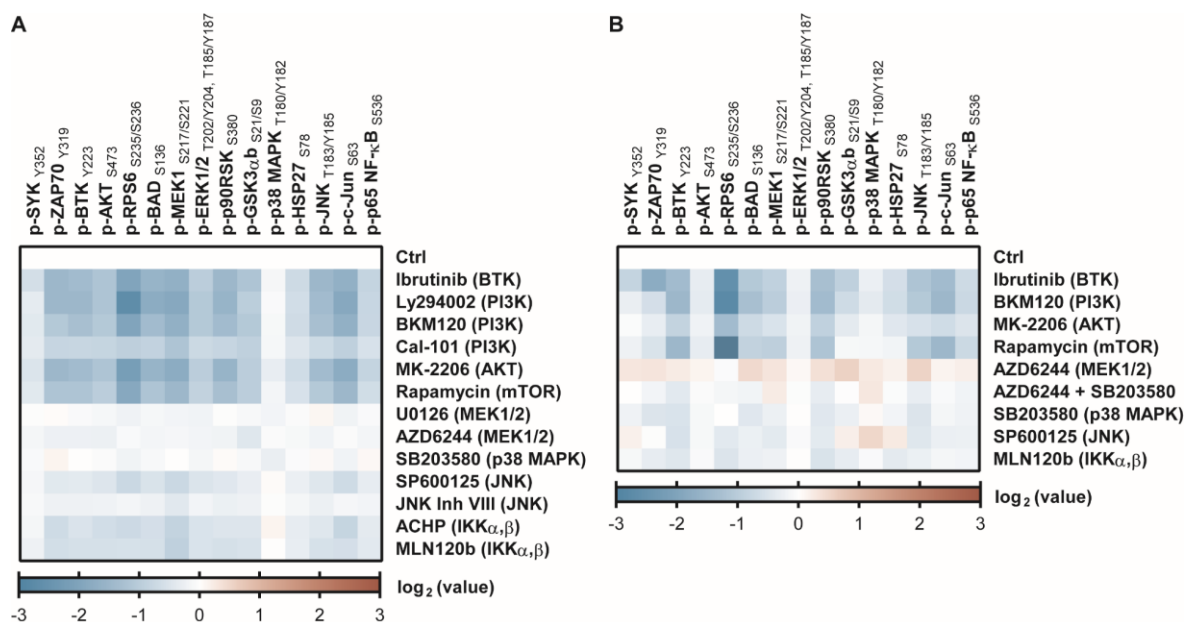 A
p-SYK Y352
p-ZAP70 Y319
p-BTK Y223
p-AKT S473
p-RPS6 S235/S236
p-BAD S136
p-MEK1 S217/S221
p-ERK1/2 T202/Y204, T185/Y187
p-p90RSK S380
p-GSK3αb S21/S9
p-p38 MAPK T180/Y182
p-HSP27 S78
p-JNK T183/Y185
p-c-Jun S63
p-p65 NF-κB S536
Ctrl
Ibrutinib (BTK)
Ly294002 (PI3K)
BKM120 (PI3K)
Cal-101 (PI3K)
MK-2206 (AKT)
Rapamycin (mTOR)
U0126 (MEK1/2)
AZD6244 (MEK1/2)
SB203580 (p38 MAPK)
SP600125 (JNK)
JNK Inh VIII (JNK)
ACHP (IKKα,β)
MLN120b (IKKα,β)
log2 (value)
-3 -2 -1 0 1 2 3
B
p-SYK Y352
p-ZAP70 Y319
p-BTK Y223
p-AKT S473
p-RPS6 S235/S236
p-BAD S136
p-MEK1 S217/S221
p-ERK1/2 T202/Y204, T185/Y187
p-p90RSK S380
p-GSK3αb S21/S9
p-p38 MAPK T180/Y182
p-HSP27 S78
p-JNK T183/Y185
p-c-Jun S63
p-p65 NF-κB S536
Ctrl
Ibrutinib (BTK)
BKM120 (PI3K)
MK-2206 (AKT)
Rapamycin (mTOR)
AZD6244 (MEK1/2)
AZD6244 + SB203580
SB203580 (p38 MAPK)
SP600125 (JNK)
MLN120b (IKKα,β)
log2 (value)
-3 -2 -1 0 1 2 3